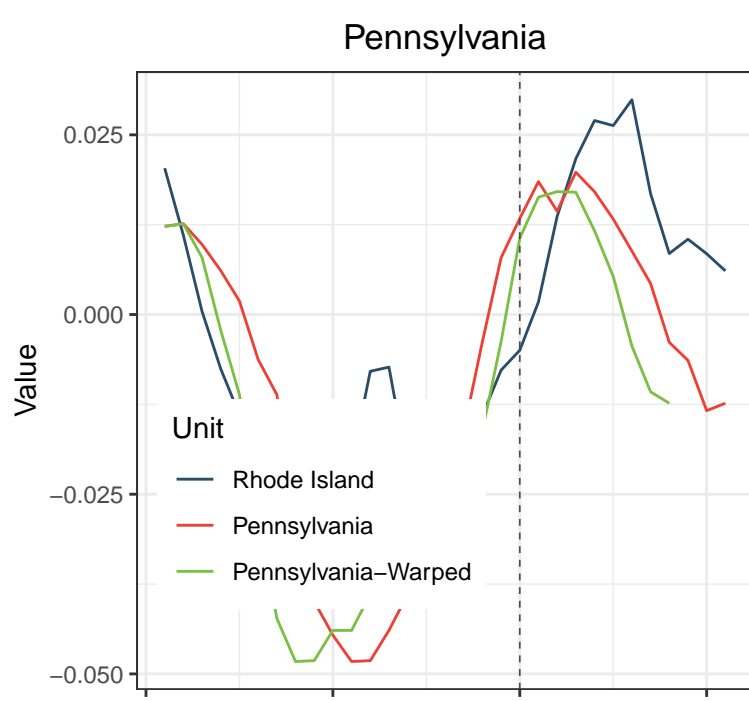 Pennsylvania
0.025
0.000
−0.025
−0.050
Value
Unit
Rhode Island
Pennsylvania
Pennsylvania−Warped